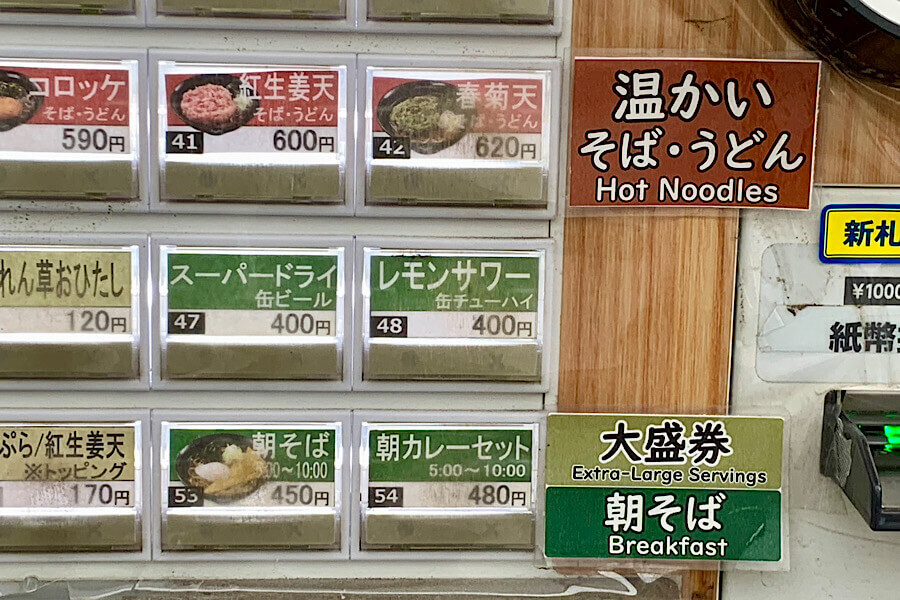 コロッケ
そば・うどん
590円
紅生姜天
そば・うどん
41
600円
春菊天
そば・うどん
42
620円
温かい
そば・うどん
Hot Noodles
れん草おひたし
120円
スーパードライ
缶ビール
47
400円
レモンサワー
缶チューハイ
48
400円
新札
¥1000
紙幣
ぷら/紅生姜天
※トッピング
170円
朝そば
5:00~10:00
53
450円
朝カレーセット
5:00~10:00
54
480円
大盛券
Extra-Large Servings
朝そば
Breakfast